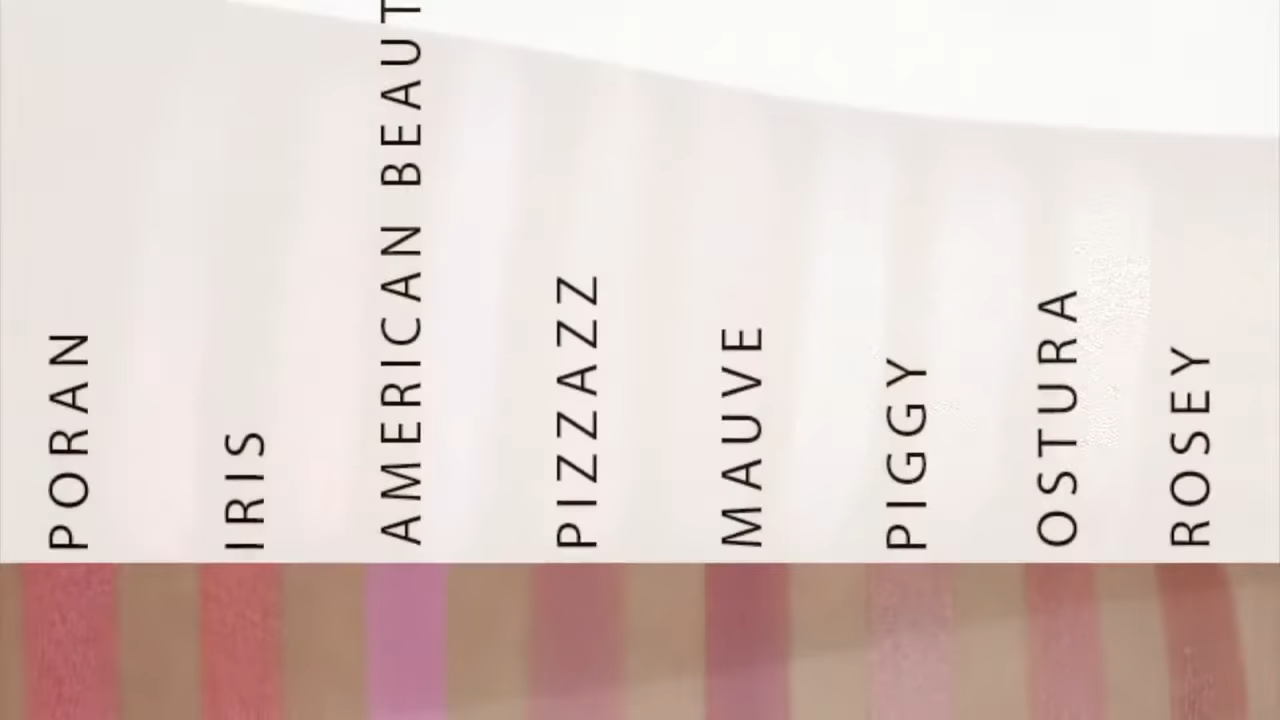 PORAN
IRIS
AMERICAN BEAUT
PIZZAZZ
MAUVE
PIGGY
OSTURA
ROSEY